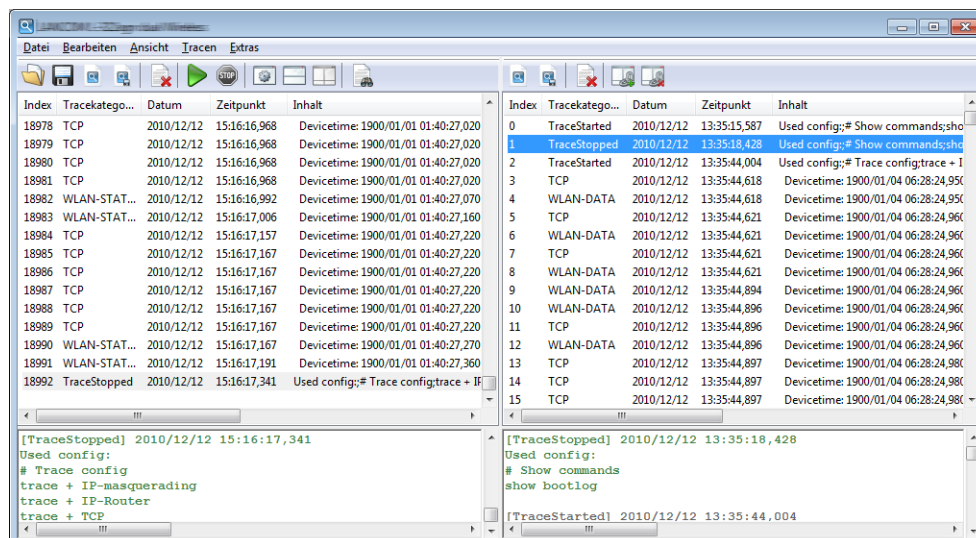 Datei Bearbeiten Ansicht Tracen Extras
STOP
Index Tracekatego... Datum Zeitpunkt Inhalt
18978 TCP 2010/12/12 15:16:16,968 Devicetime: 1900/01/01 01:40:27,020
18979 TCP 2010/12/12 15:16:16,968 Devicetime: 1900/01/01 01:40:27,020
18980 TCP 2010/12/12 15:16:16,968 Devicetime: 1900/01/01 01:40:27,020
18981 TCP 2010/12/12 15:16:16,968 Devicetime: 1900/01/01 01:40:27,020
18982 WLAN-STAT... 2010/12/12 15:16:16,992 Devicetime: 1900/01/01 01:40:27,070
18983 WLAN-STAT... 2010/12/12 15:16:17,006 Devicetime: 1900/01/01 01:40:27,160
18984 TCP 2010/12/12 15:16:17,157 Devicetime: 1900/01/01 01:40:27,220
18985 TCP 2010/12/12 15:16:17,167 Devicetime: 1900/01/01 01:40:27,220
18986 TCP 2010/12/12 15:16:17,167 Devicetime: 1900/01/01 01:40:27,220
18987 TCP 2010/12/12 15:16:17,167 Devicetime: 1900/01/01 01:40:27,220
18988 TCP 2010/12/12 15:16:17,167 Devicetime: 1900/01/01 01:40:27,220
18989 TCP 2010/12/12 15:16:17,167 Devicetime: 1900/01/01 01:40:27,220
18990 WLAN-STAT... 2010/12/12 15:16:17,167 Devicetime: 1900/01/01 01:40:27,270
18991 WLAN-STAT... 2010/12/12 15:16:17,191 Devicetime: 1900/01/01 01:40:27,360
18992 TraceStopped 2010/12/12 15:16:17,341 Used config:;# Trace config;trace + IF
[TraceStopped] 2010/12/12 15:16:17,341
Used config:
# Trace config
trace + IP-masquerading
trace + IP-Router
trace + TCP
Index Tracekatego... Datum Zeitpunkt Inhalt
0 TraceStarted 2010/12/12 13:35:15,587 Used config:;# Show commands;sho
1 TraceStopped 2010/12/12 13:35:18,428 Used config:;# Show commands;sho
2 TraceStarted 2010/12/12 13:35:44,004 Used config:;# Trace config;trace + I
3 TCP 2010/12/12 13:35:44,618 Devicetime: 1900/01/04 06:28:24,950
4 WLAN-DATA 2010/12/12 13:35:44,618 Devicetime: 1900/01/04 06:28:24,950
5 TCP 2010/12/12 13:35:44,621 Devicetime: 1900/01/04 06:28:24,960
6 WLAN-DATA 2010/12/12 13:35:44,621 Devicetime: 1900/01/04 06:28:24,960
7 TCP 2010/12/12 13:35:44,621 Devicetime: 1900/01/04 06:28:24,960
8 WLAN-DATA 2010/12/12 13:35:44,621 Devicetime: 1900/01/04 06:28:24,960
9 WLAN-DATA 2010/12/12 13:35:44,894 Devicetime: 1900/01/04 06:28:24,960
10 WLAN-DATA 2010/12/12 13:35:44,896 Devicetime: 1900/01/04 06:28:24,960
11 TCP 2010/12/12 13:35:44,896 Devicetime: 1900/01/04 06:28:24,960
12 WLAN-DATA 2010/12/12 13:35:44,896 Devicetime: 1900/01/04 06:28:24,960
13 TCP 2010/12/12 13:35:44,897 Devicetime: 1900/01/04 06:28:24,980
14 TCP 2010/12/12 13:35:44,897 Devicetime: 1900/01/04 06:28:24,980
15 TCP 2010/12/12 13:35:44,897 Devicetime: 1900/01/04 06:28:24,980
[TraceStopped] 2010/12/12 13:35:18,428
Used config:
# Show commands
show bootlog
[TraceStarted] 2010/12/12 13:35:44,004